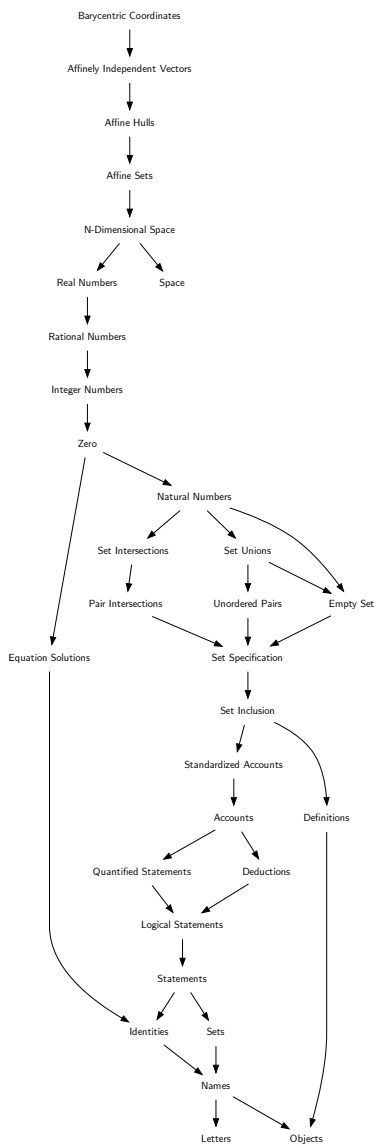 Barycentric Coordinates
Affinely Independent Vectors
Affine Hulls
Affine Sets
N-Dimensional Space
Real Numbers
Space
Rational Numbers
Integer Numbers
Zero
Natural Numbers
Set Intersections
Set Unions
Pair Intersections
Unordered Pairs
Empty Set
Equation Solutions
Set Specification
Set Inclusion
Standardized Accounts
Accounts
Definitions
Quantified Statements
Deductions
Logical Statements
Statements
Identities
Sets
Names
Letters
Objects